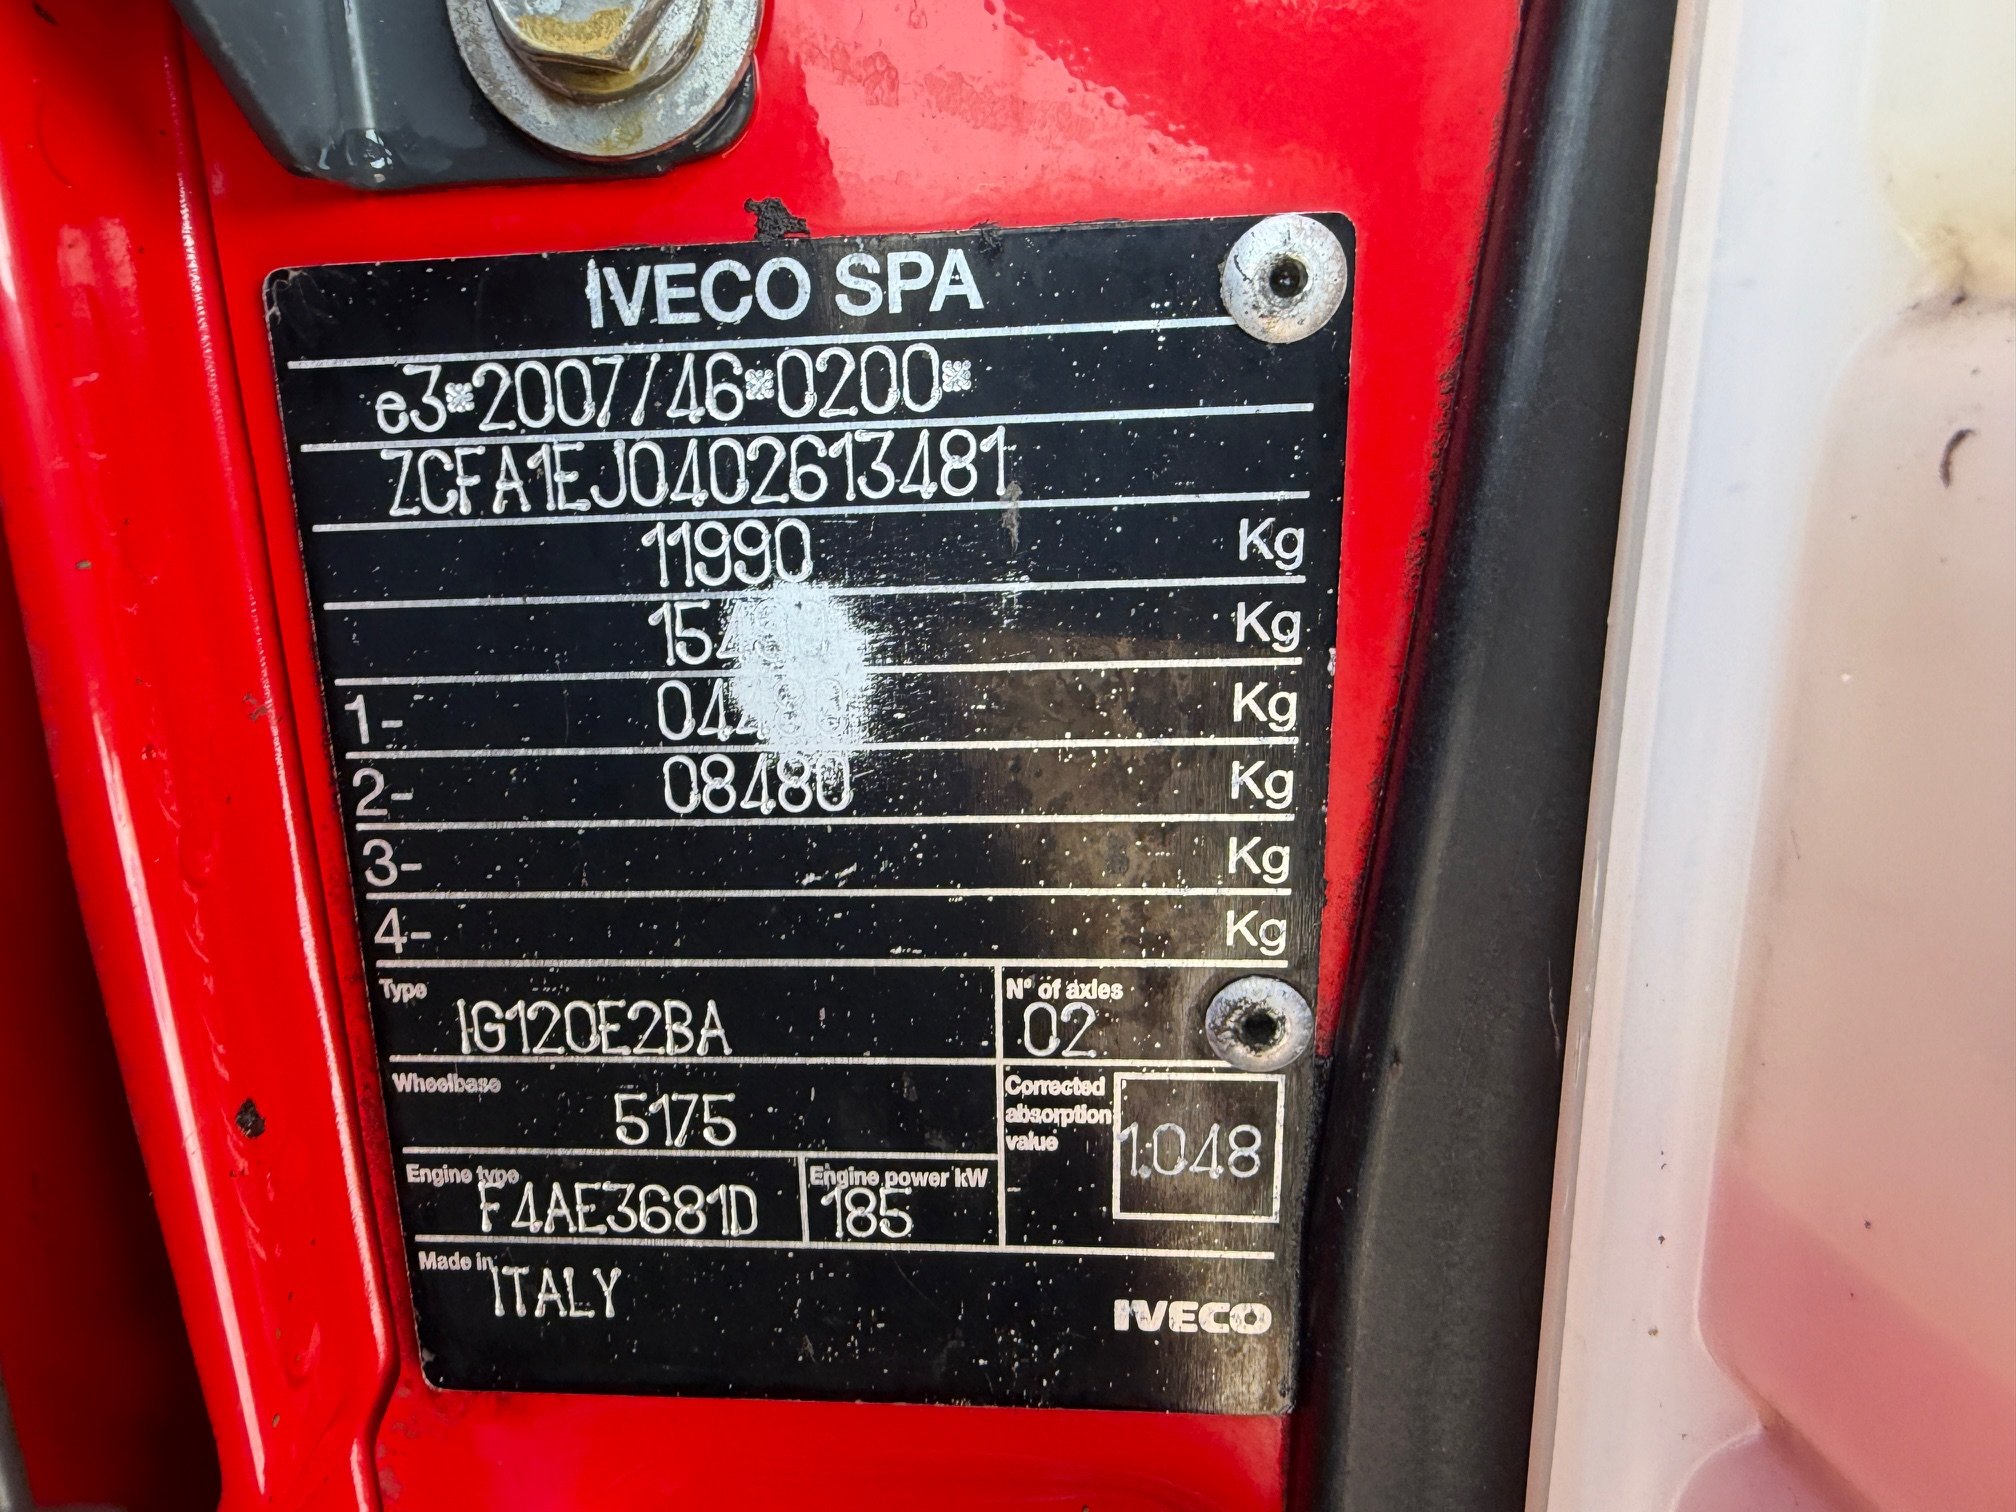 IVECO SPA
e3*2007/46*0200*
ZCFA1EJ0402613481
11990 Kg
Kg
1- Kg
2- 08480 Kg
3- Kg
4- Kg
Type IG120E2BA N° of axles 02
Wheelbase 5175
Corrected absorption value 1.048
Engine type F4AE3681D Engine power kW 185
Made in ITALY
IVECO